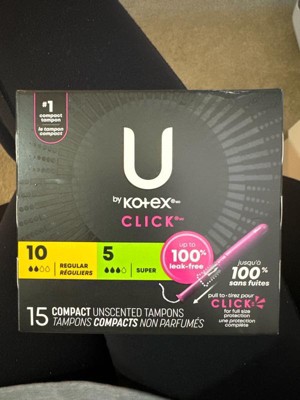 #1
compact
tampon
le tampon
compact
U
by kotex
CLICK
10
REGULAR
RÉGULIERS
5
SUPER
up to
100%
leak-free
jusqu'à
100%
sans fuites
pull to · tirez pour
CLICK
for full size
protection
une protection
complète
15 COMPACT UNSCENTED TAMPONS
TAMPONS COMPACTS NON PARFUMÉS